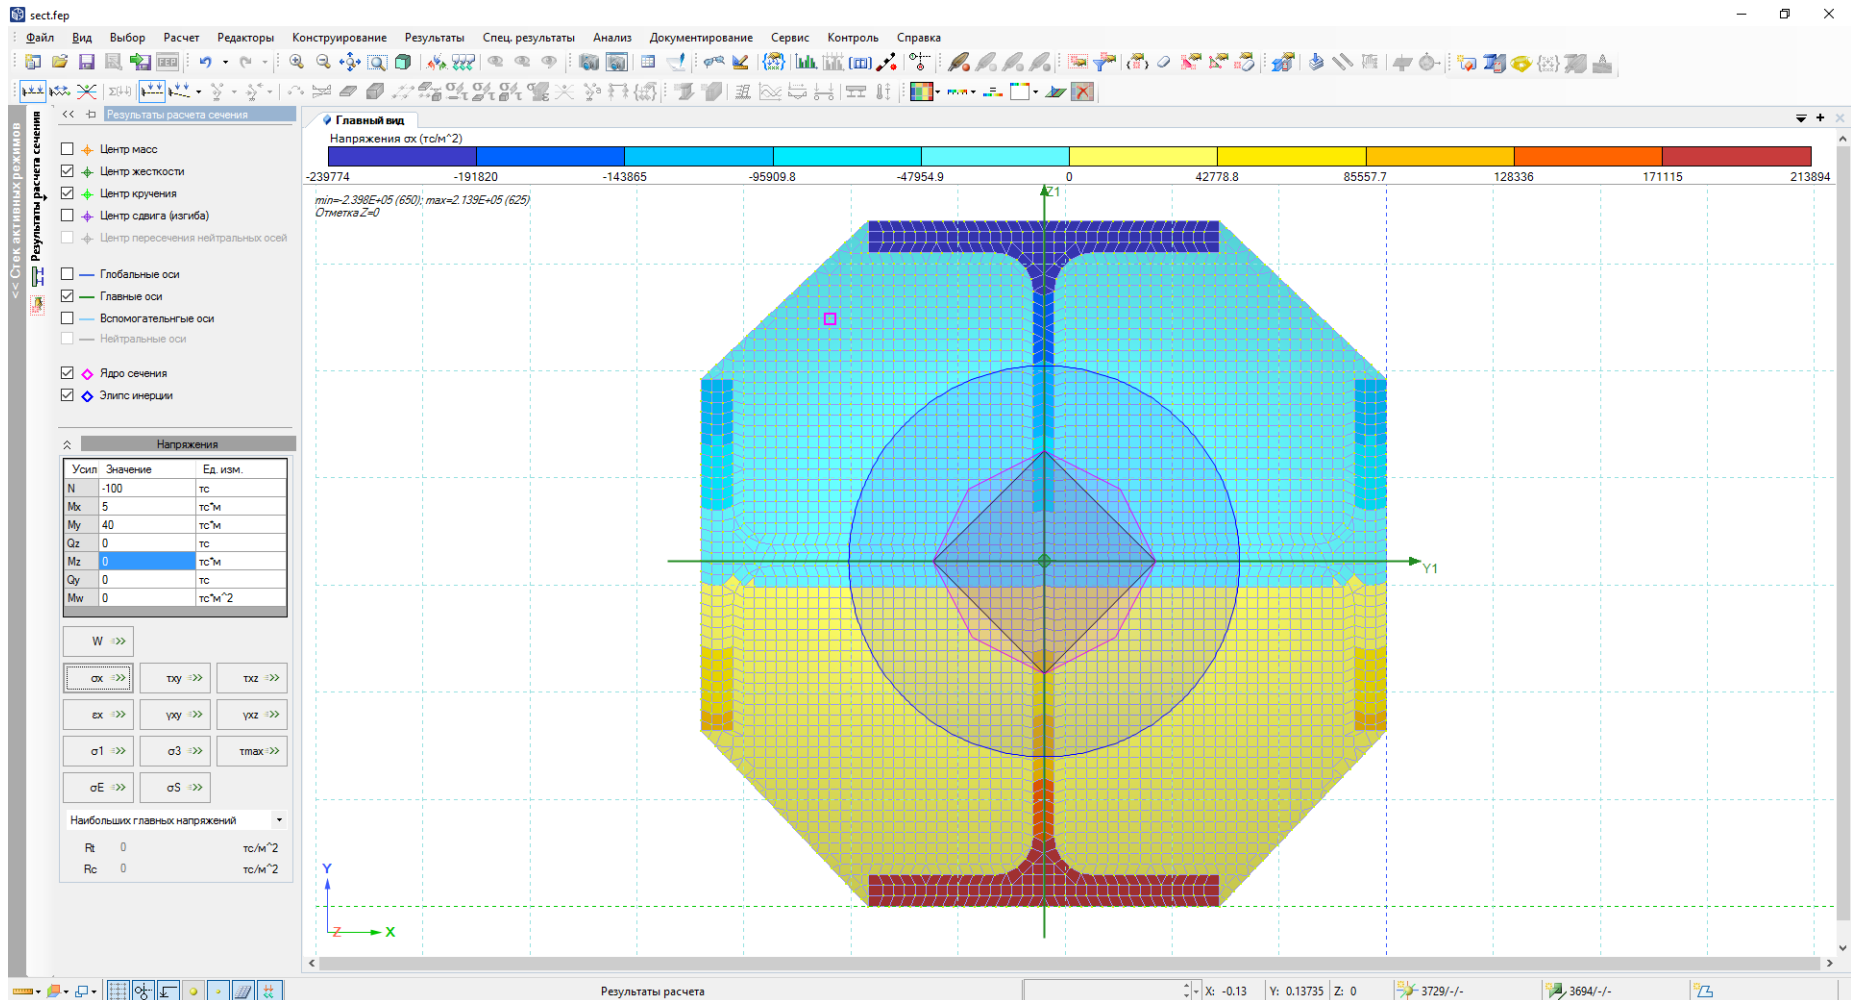 sect.fep
Файл Вид Выбор Расчет Редакторы Конструирование Результаты Спец. результаты Анализ Документирование Сервис Контроль Справка
FEP
<< Стек активных режимов
Результаты расчета сечения
Результаты расчета сечения
Центр масс
Центр жесткости
Центр кручения
Центр сдвига (изгиба)
Центр пересечения нейтральных осей
Глобальные оси
Главные оси
Вспомогательнгые оси
Нейтральные оси
Ядро сечения
Элипс инерции
Напряжения
Усил Значение Ед. изм.
N -100 тс
Mx 5 тс*м
My 40 тс*м
Qz 0 тс
Mz 0 тс*м
Qy 0 тс
Mw 0 тс*м^2
W
σx τxy τxz
εx γxy γxz
σ1 σ3 τmax
σE σS
Наибольших главных напряжений
Rt 0 тс/м^2
Rc 0 тс/м^2
Главный вид
Напряжения σx (тс/м^2)
-239774 -191820 -143865 -95909.8 -47954.9 0 42778.8 85557.7 128336 171115 213894
min=-2.398E+05 (650); max=2.139E+05 (625)
Отметка Z=0
Z1
Y1
Y
Z X
Результаты расчета X: -0.13 Y: 0.13735 Z: 0 3729/-/- 3694/-/-